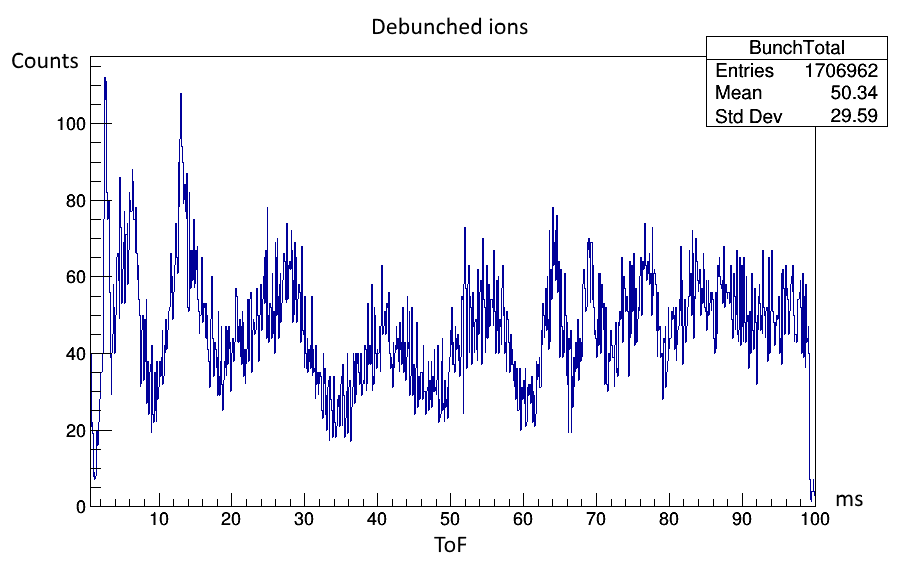 Debunched ions
Counts
BunchTotal
Entries 1706962
Mean 50.34
Std Dev 29.59
100
80
60
40
20
0
10 20 30 40 50 60 70 80 90 100
ms
ToF